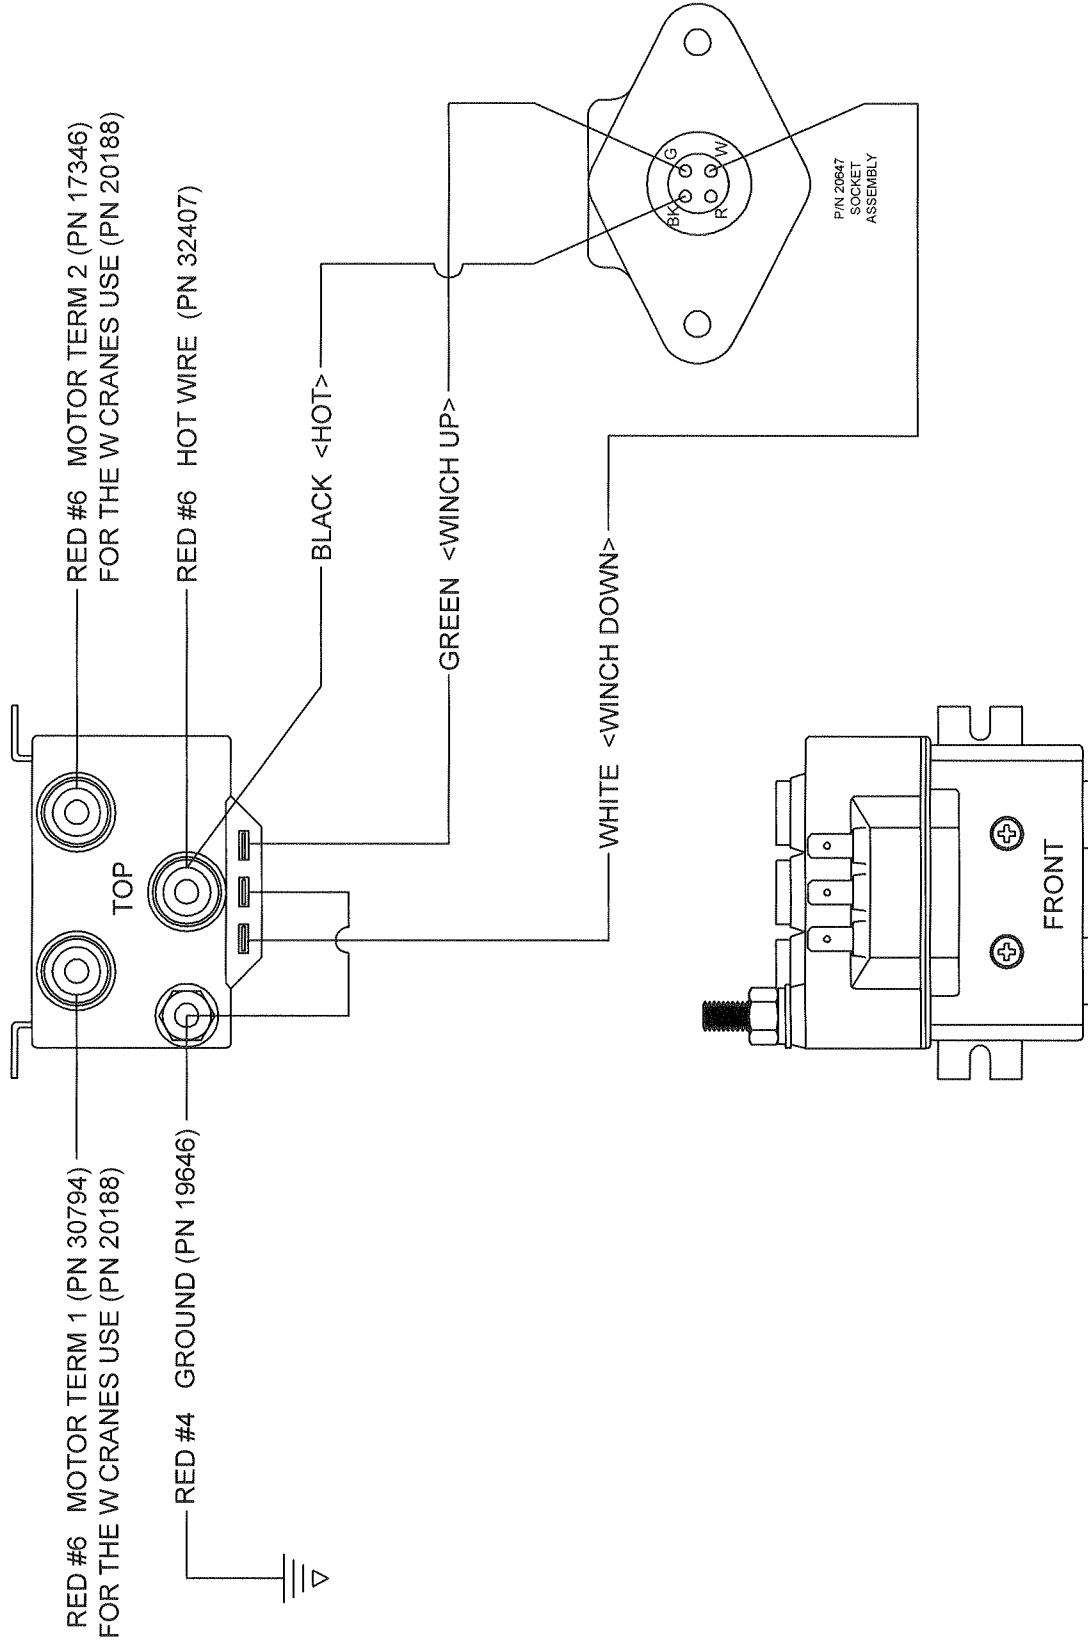 RED #6 MOTOR TERM 1 (PN 30794)
FOR THE W CRANES USE (PN 20188)
RED #4 GROUND (PN 19646)
RED #6 MOTOR TERM 2 (PN 17346)
FOR THE W CRANES USE (PN 20188)
RED #6 HOT WIRE (PN 32407)
TOP
BLACK <HOT>
GREEN <WINCH UP>
WHITE <WINCH DOWN>
BK G
R W
P/N 20647
SOCKET
ASSEMBLY
FRONT